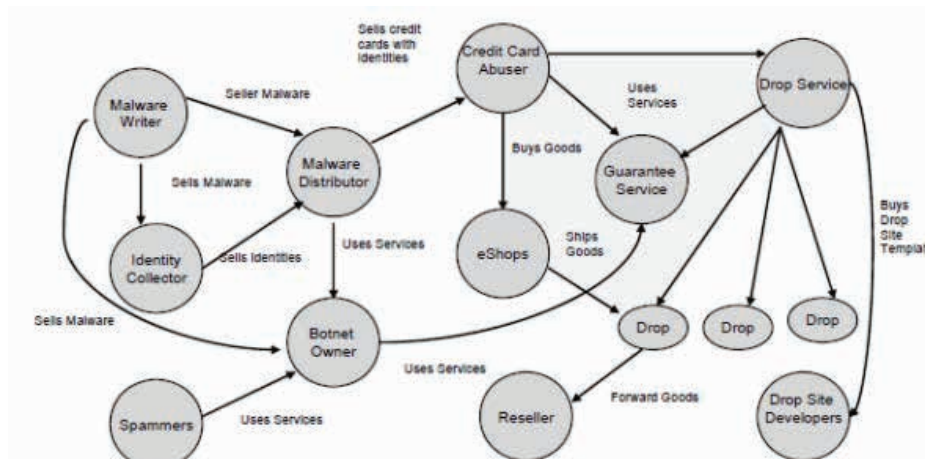 Sells credit
cards with
identities
Credit Card
Abuser
Drop Service
Malware
Writer
Seller Malware
Uses
Services
Malware
Distributor
Buys Goods
Guarantee
Service
Sells Malware
Identity
Collector
Sells Identities
Uses Services
eShops
Ships
Goods
Buys
Drop
Site
Templat
Sells Malware
Botnet
Owner
Drop
Drop
Drop
Uses Services
Forward Goods
Spammers
Uses Services
Reseller
Drop Site
Developers